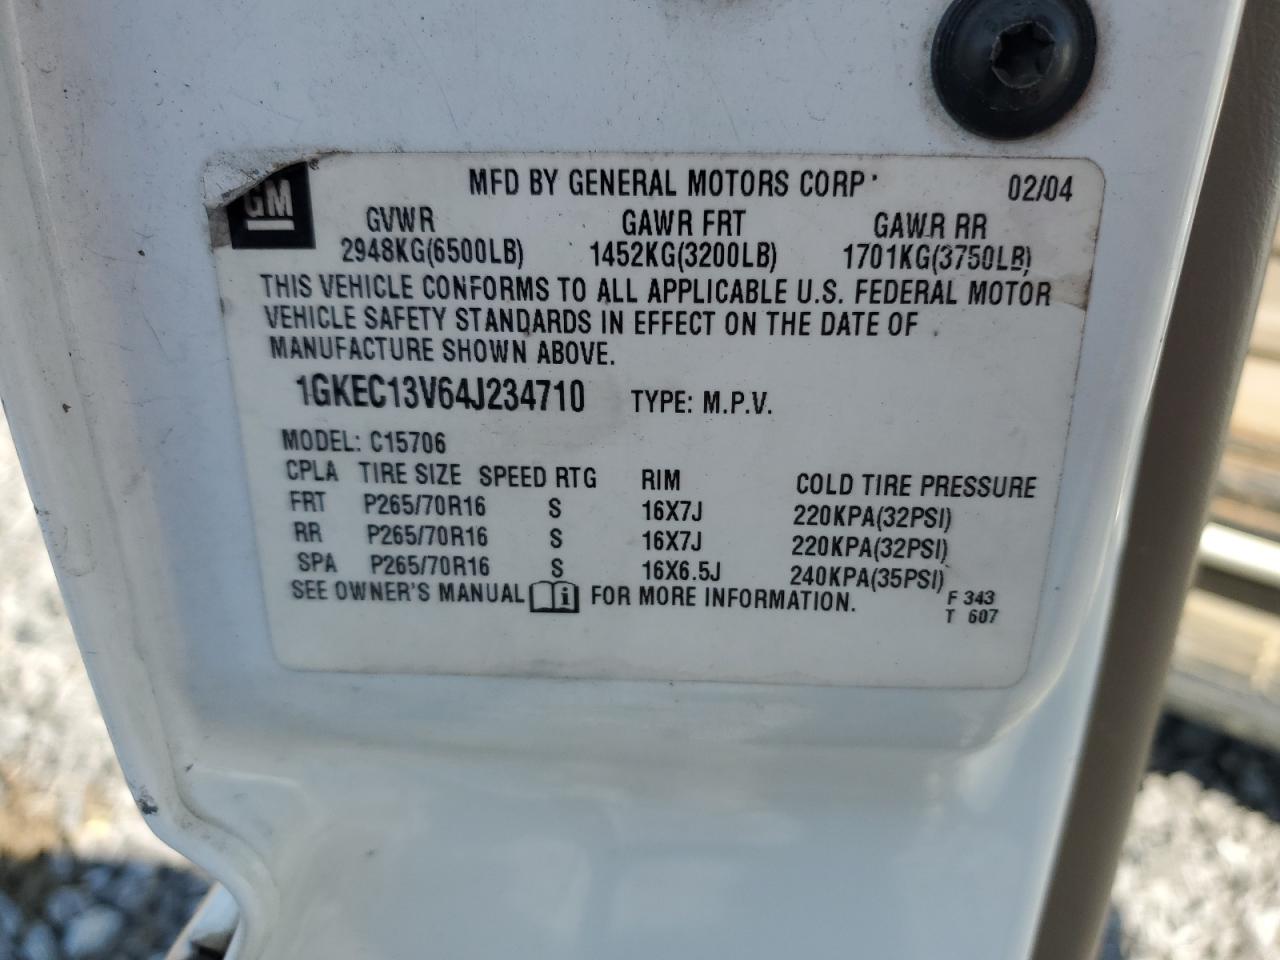 GM
MFD BY GENERAL MOTORS CORP 02/04
GVWR GAWR FRT GAWR RR
2948KG(6500LB) 1452KG(3200LB) 1701KG(3750LB)
THIS VEHICLE CONFORMS TO ALL APPLICABLE U.S. FEDERAL MOTOR
VEHICLE SAFETY STANDARDS IN EFFECT ON THE DATE OF
MANUFACTURE SHOWN ABOVE.
1GKEC13V64J234710 TYPE: M.P.V.
MODEL: C15706
CPLA TIRE SIZE SPEED RTG RIM COLD TIRE PRESSURE
FRT P265/70R16 S 16X7J 220KPA(32PSI)
RR P265/70R16 S 16X7J 220KPA(32PSI)
SPA P265/70R16 S 16X6.5J 240KPA(35PSI)
SEE OWNER'S MANUAL i FOR MORE INFORMATION.
F 343
T 607